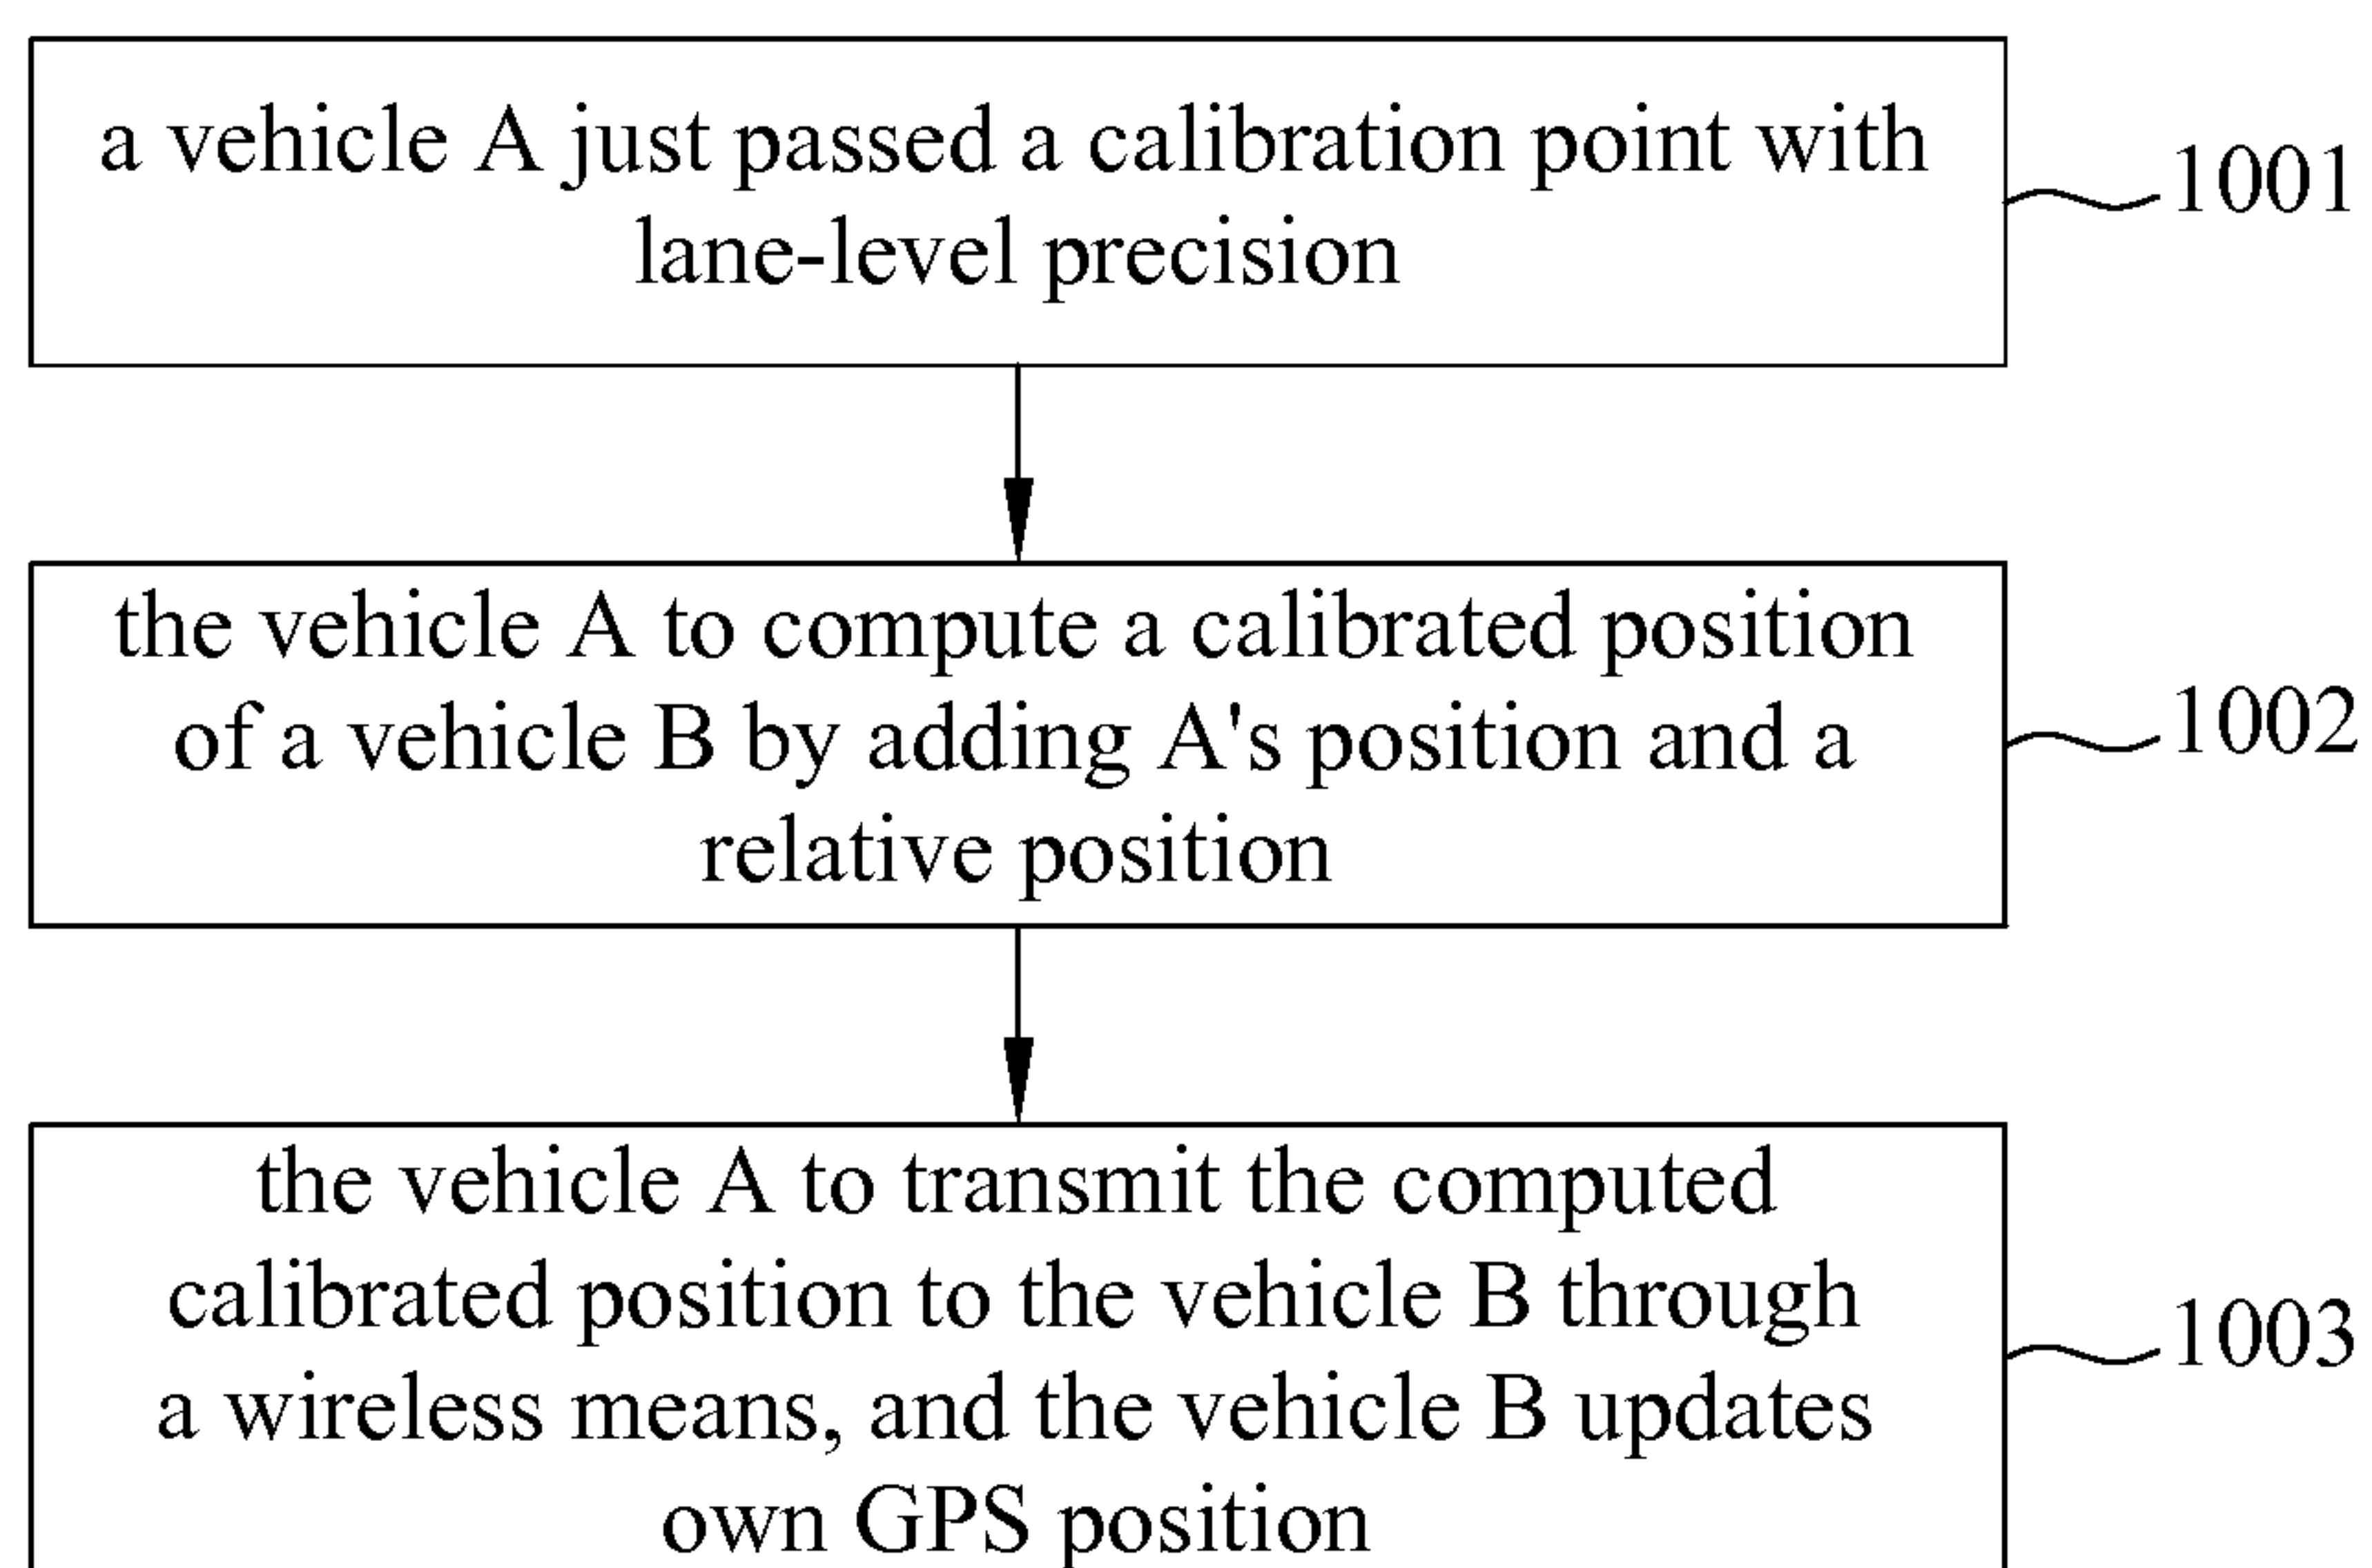 a vehicle A just passed a calibration point with
lane-level precision
1001
the vehicle A to compute a calibrated position
of a vehicle B by adding A's position and a
relative position
1002
the vehicle A to transmit the computed
calibrated position to the vehicle B through
a wireless means, and the vehicle B updates
own GPS position
1003